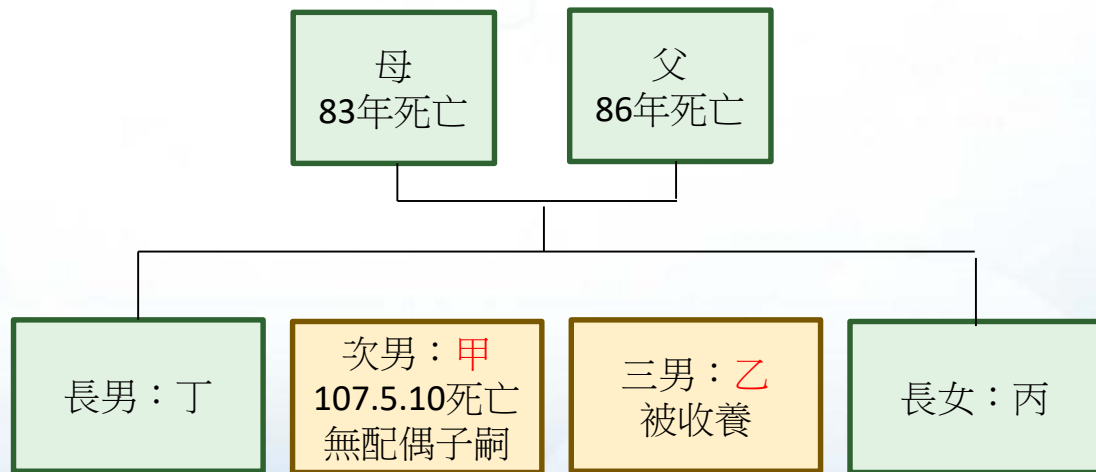 母
83年死亡
父
86年死亡
長男：丁
次男：甲
107.5.10死亡
無配偶子嗣
三男：乙
被收養
長女：丙